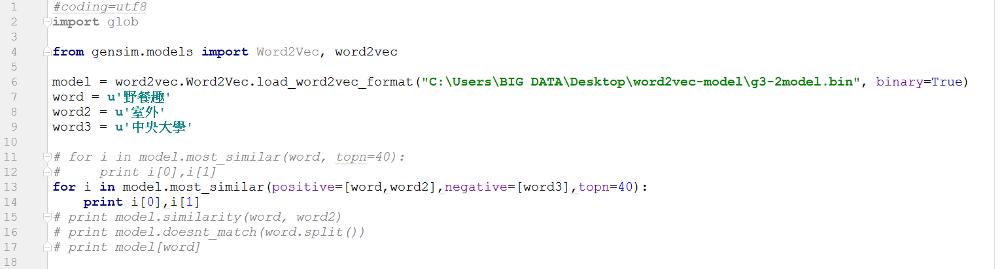 1 #coding=utf8
2 import glob
3
4 from gensim.models import Word2Vec, word2vec
5
6 model = word2vec.Word2Vec.load_word2vec_format("C:\Users\BIG DATA\Desktop\word2vec-model\g3-2model.bin", binary=True)
7 word = u'野餐趣'
8 word2 = u'室外'
9 word3 = u'中央大學'
10
11 # for i in model.most_similar(word, topn=40):
12 #     print i[0],i[1]
13 for i in model.most_similar(positive=[word,word2],negative=[word3],topn=40):
14     print i[0],i[1]
15 # print model.similarity(word, word2)
16 # print model.doesnt_match(word.split())
17 # print model[word]
18